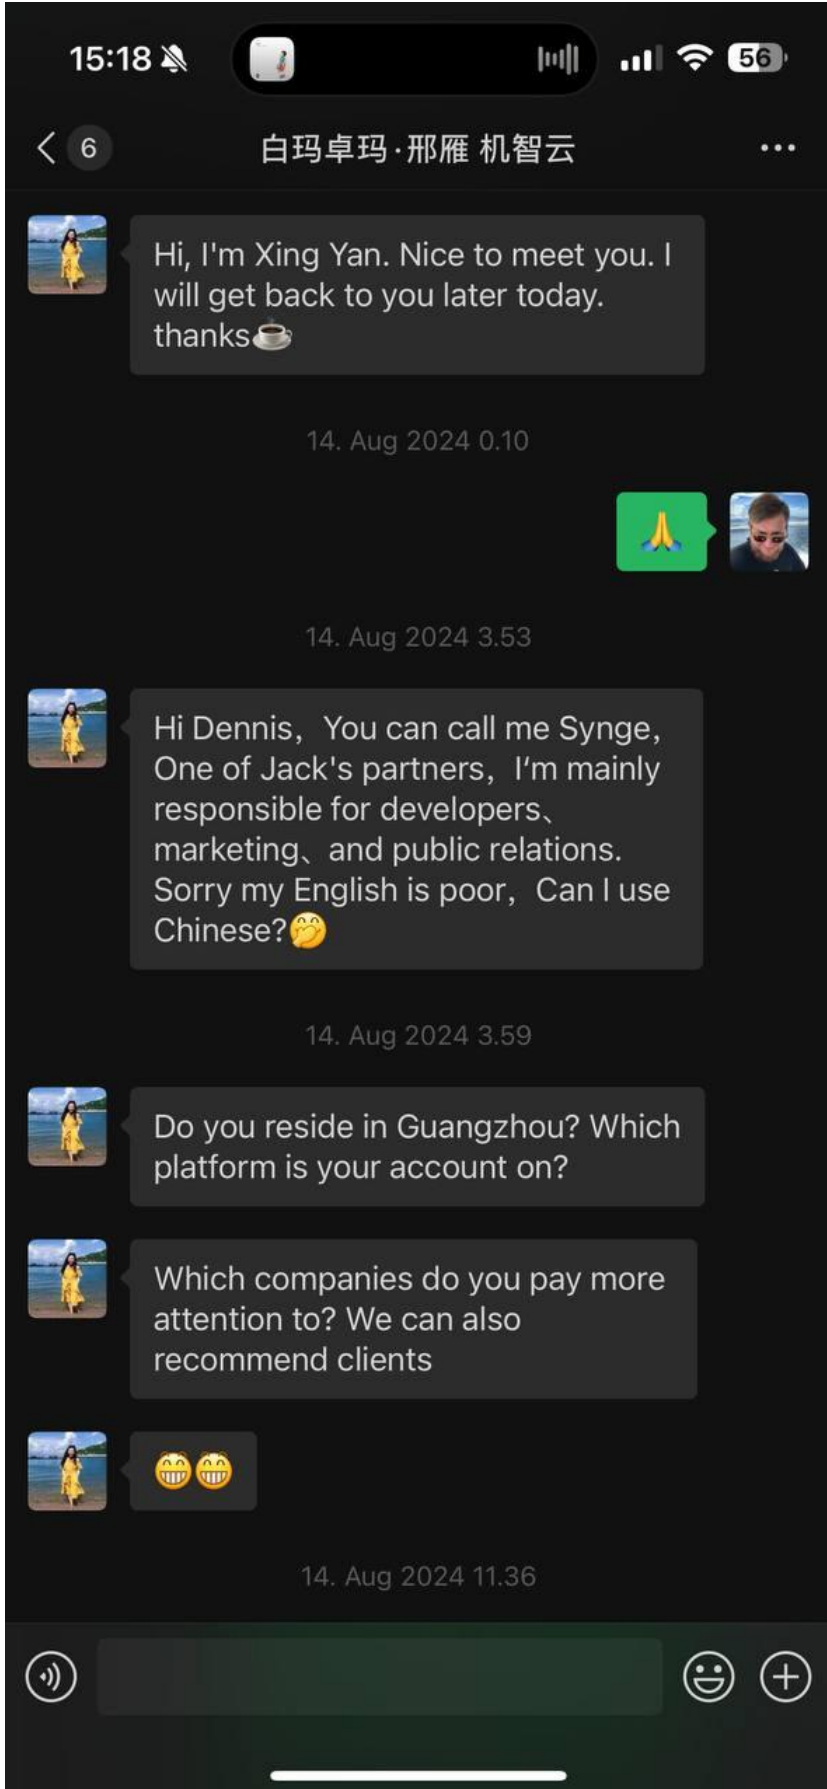 15:18
56
6
白玛卓玛·邢雁 机智云
Hi, I'm Xing Yan. Nice to meet you. I
will get back to you later today.
thanks☕
14. Aug 2024 0.10
🙏
14. Aug 2024 3.53
Hi Dennis，You can call me Synge，
One of Jack's partners，I‘m mainly
responsible for developers、
marketing、and public relations.
Sorry my English is poor，Can I use
Chinese?🤭
14. Aug 2024 3.59
Do you reside in Guangzhou? Which
platform is your account on?
Which companies do you pay more
attention to? We can also
recommend clients
😁😁
14. Aug 2024 11.36